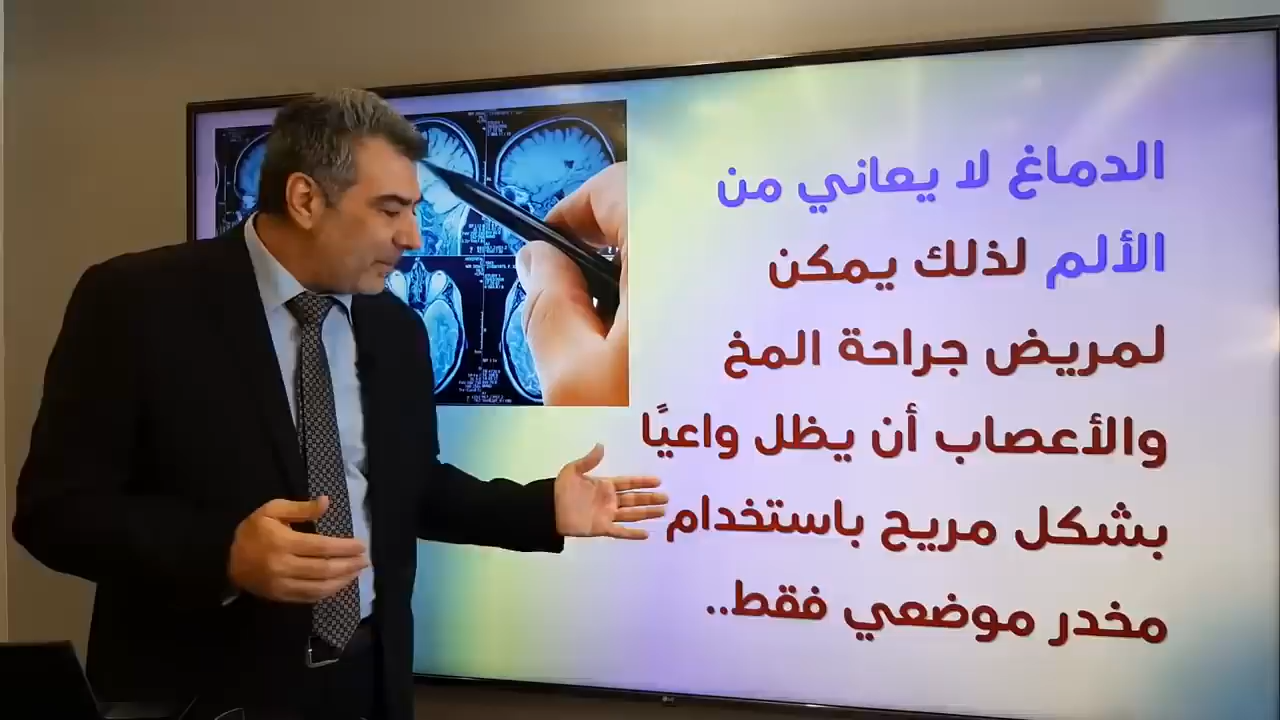 الدماغ لا يعاني من
الألم لذلك يمكن
لمريض جراحة المخ
والأعصاب أن يظل واعيًا
بشكل مريح باستخدام
مخدر موضعي فقط..